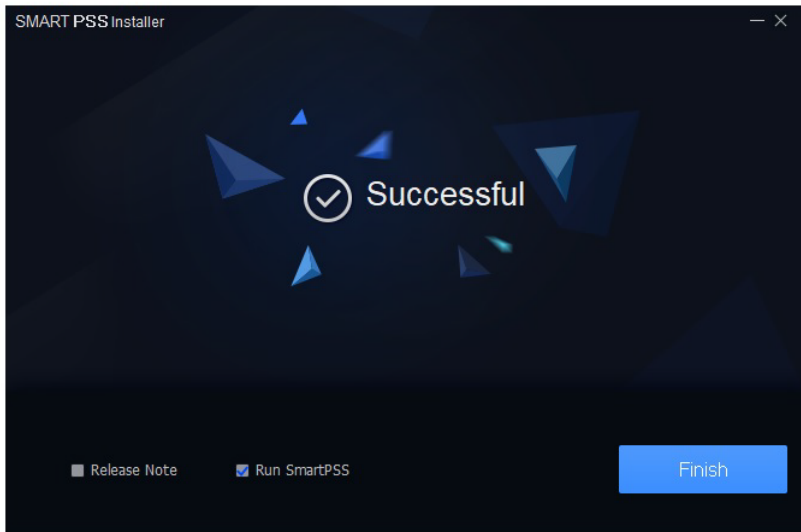 SMART PSS Installer
Successful
Release Note
Run SmartPSS
Finish